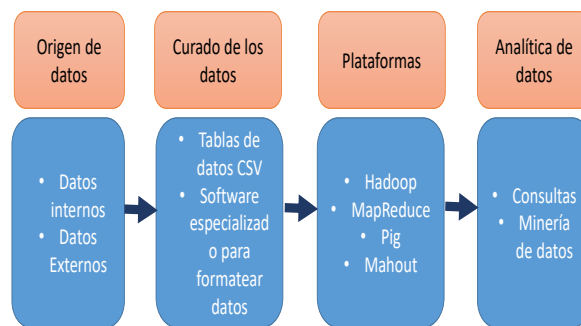 Origen de
datos
Curado de los
datos
Plataformas
Analítica de
datos
• Datos
internos
• Datos
Externos
• Tablas de
datos CSV
• Software
especializad
o para
formatear
datos
• Hadoop
• MapReduce
• Pig
• Mahout
• Consultas
• Minería
de datos